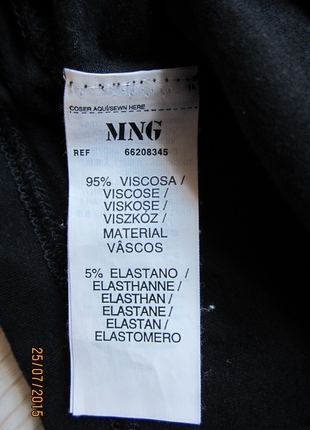 COSER AQUI/SEWN HERE
MNG
REF 66208345
95% VISCOSA /
VISCOSE /
VISKOSE /
VISZKÓZ /
MATERIAL
VÂSCOS
5% ELASTANO /
ELASTHANNE /
ELASTHAN /
ELASTANE /
ELASTAN /
ELASTOMERO
25/07/2015